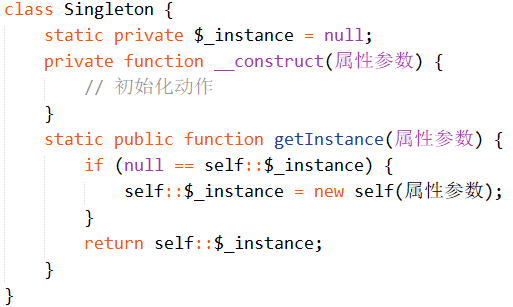 class Singleton {
    static private $_instance = null;
    private function __construct(属性参数) {
        // 初始化动作
    }
    static public function getInstance(属性参数) {
        if (null == self::$_instance) {
            self::$_instance = new self(属性参数);
        }
        return self::$_instance;
    }
}